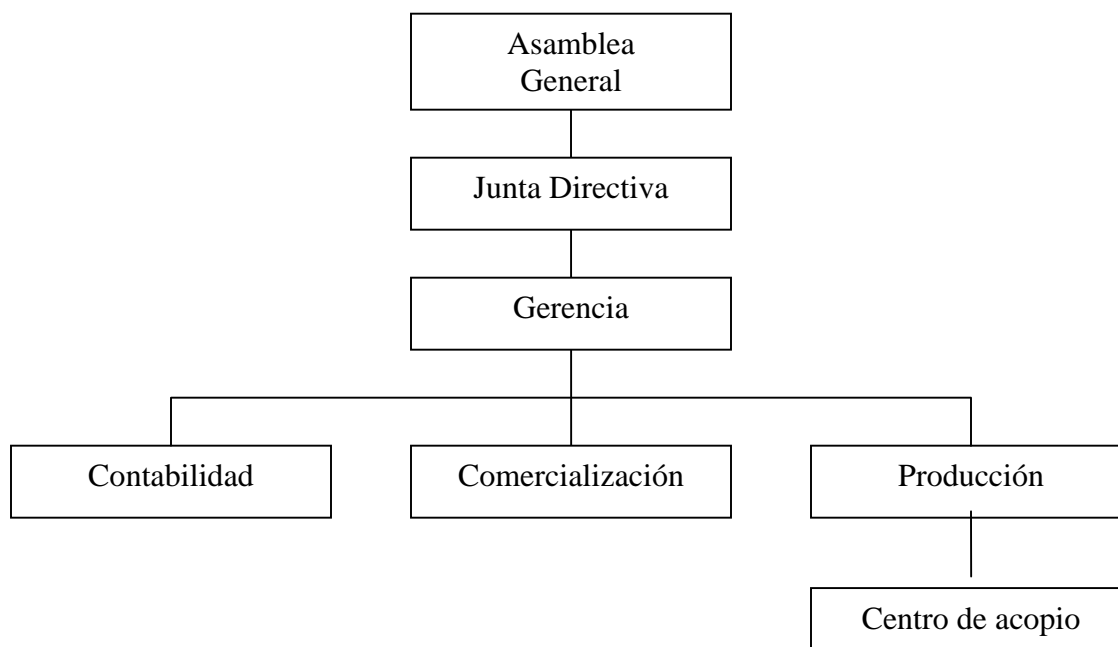 Asamblea
General
Junta Directiva
Gerencia
Contabilidad
Comercialización
Producción
Centro de acopio